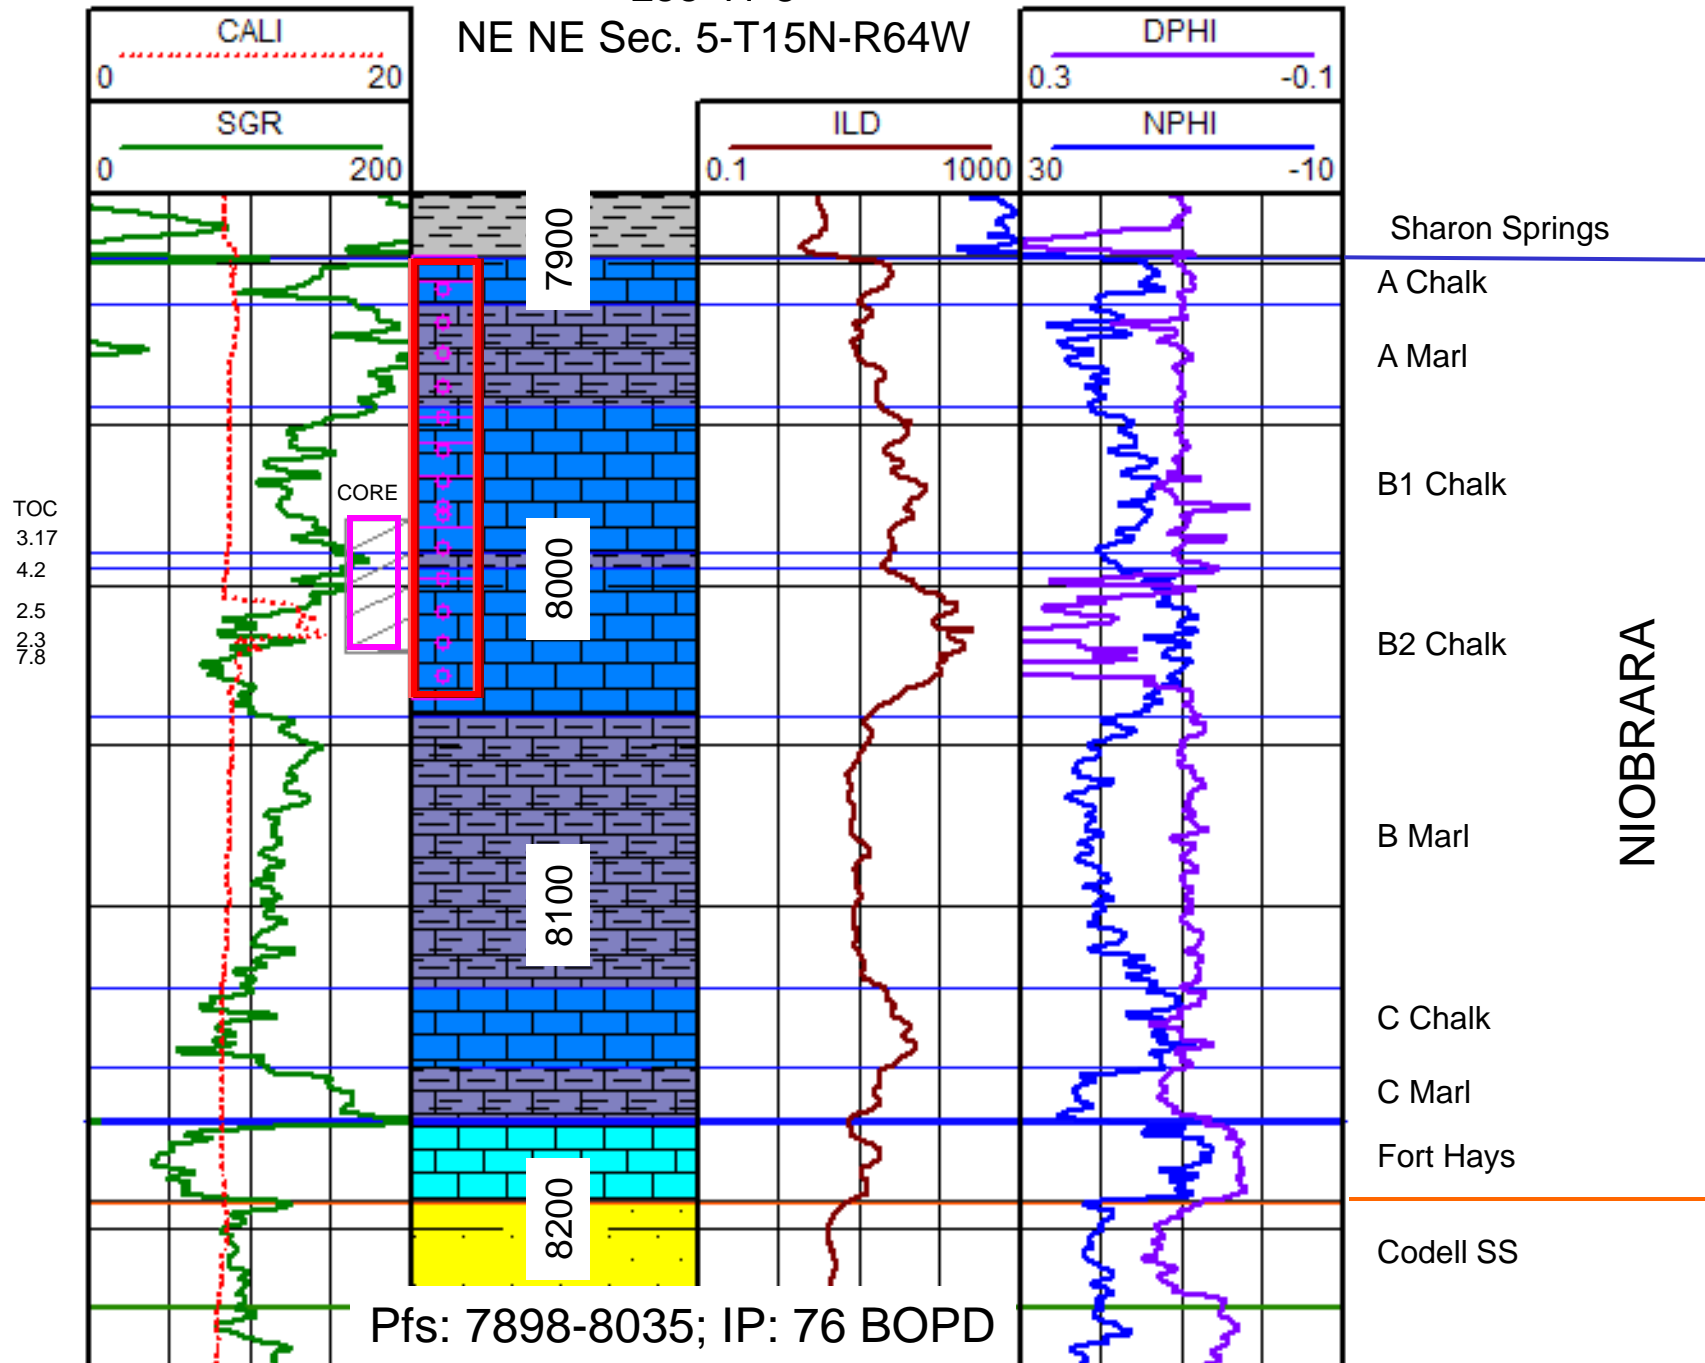 NE NE Sec. 5-T15N-R64W
CALI
0 20
SGR
0 200
ILD
0.1 1000
DPHI
0.3 -0.1
NPHI
30 -10
7900
8000
8100
8200
CORE
TOC
3.17
4.2
2.5
2.3
7.8
Sharon Springs
A Chalk
A Marl
B1 Chalk
B2 Chalk
B Marl
C Chalk
C Marl
Fort Hays
Codell SS
NIOBRARA
Pfs: 7898-8035; IP: 76 BOPD